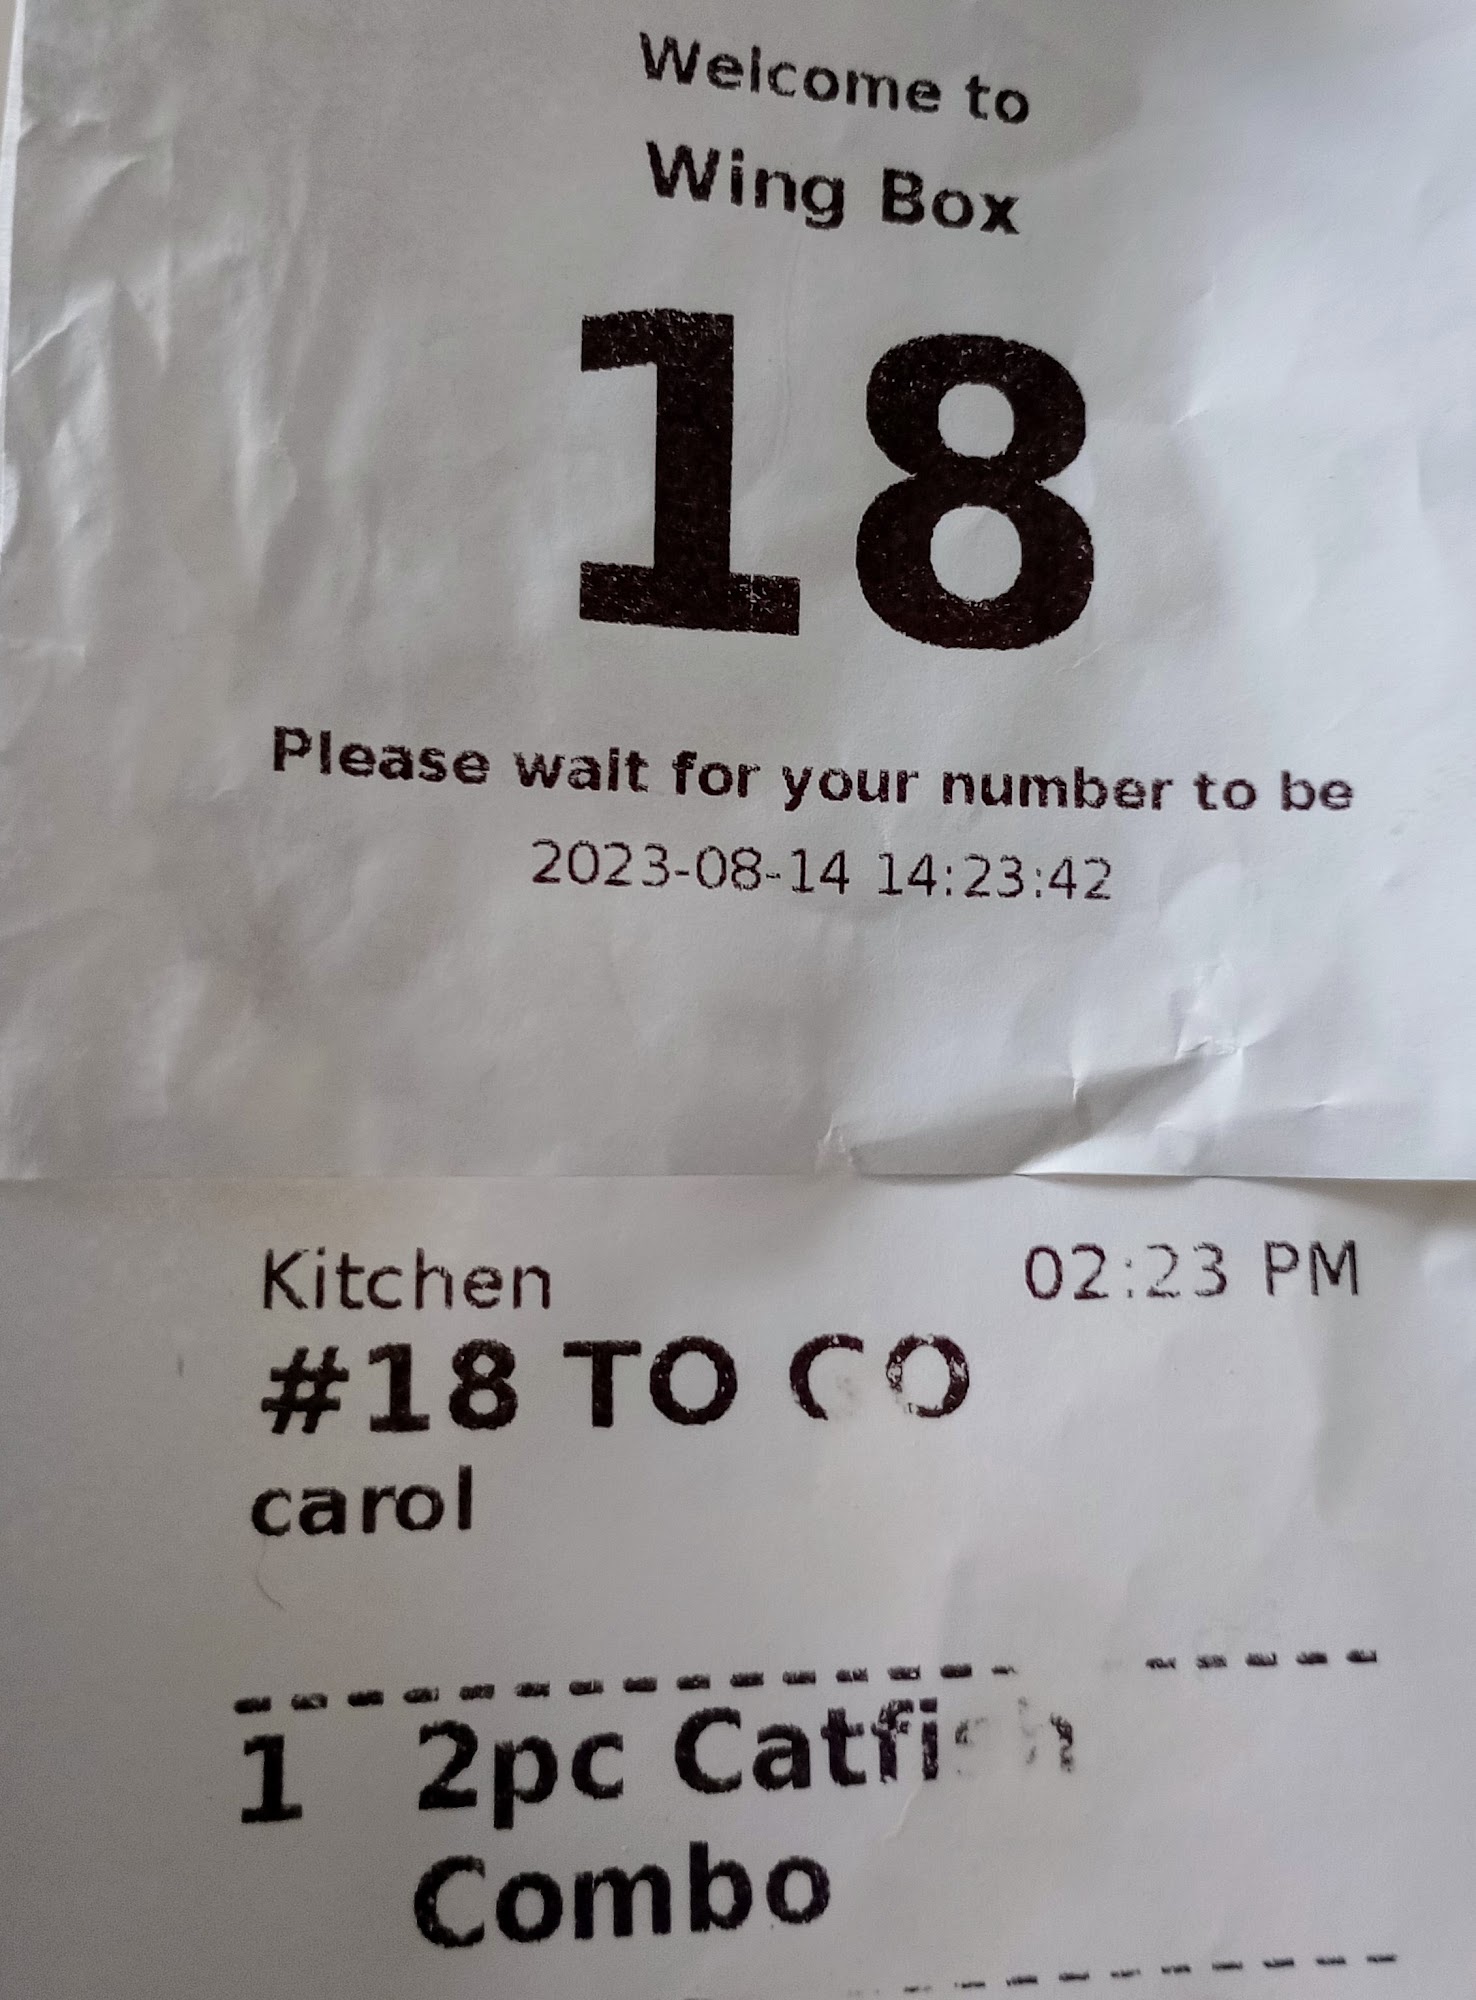 Welcome to
Wing Box
18
Please wait for your number to be
2023-08-14 14:23:42
Kitchen 02:23 PM
#18 TO GO
carol
1 2pc Catfish
Combo